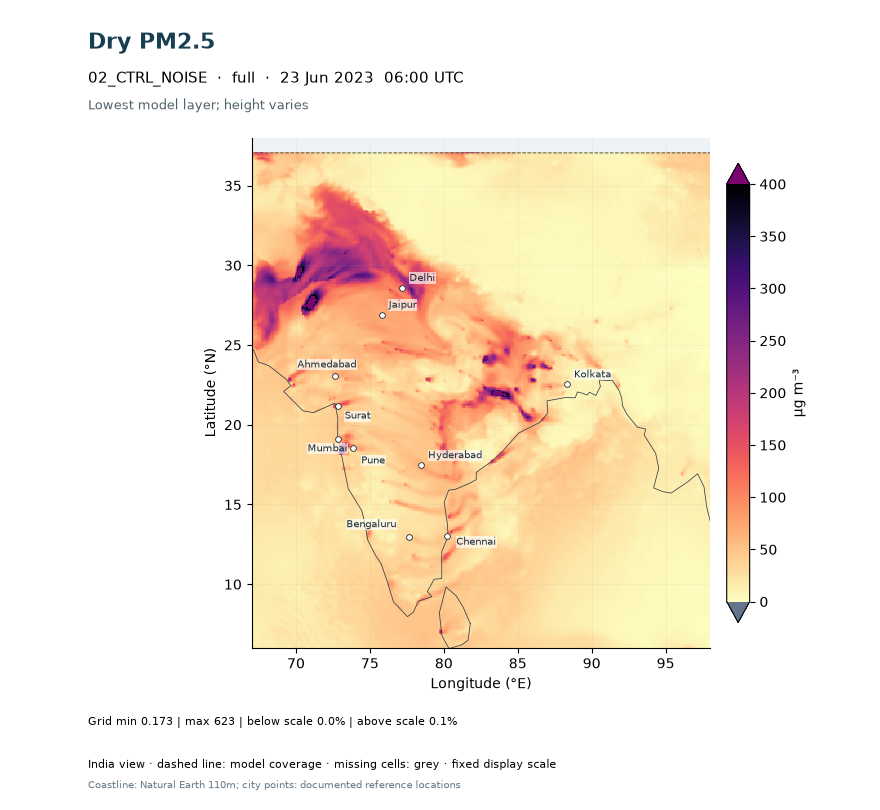 Dry PM2.5
02_CTRL_NOISE · full · 23 Jun 2023 06:00 UTC
Lowest model layer; height varies
35
30
25
20
15
10
Latitude (°N)
Delhi
Jaipur
Ahmedabad
Kolkata
Surat
Mumbai
Pune
Hyderabad
Bengaluru
Chennai
70
75
80
85
90
95
Longitude (°E)
400
350
300
250
200
150
100
50
0
µg m⁻³
Grid min 0.173 | max 623 | below scale 0.0% | above scale 0.1%
India view · dashed line: model coverage · missing cells: grey · fixed display scale
Coastline: Natural Earth 110m; city points: documented reference locations